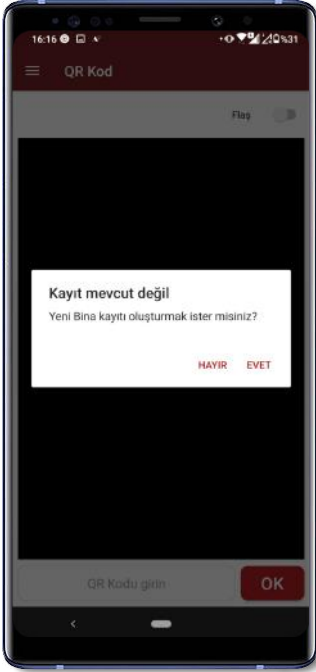 16:16 %31
QR Kod
Flaş
Kayıt mevcut değil
Yeni Bina kayıtı oluşturmak ister misiniz?
HAYIR EVET
QR Kodu girin OK